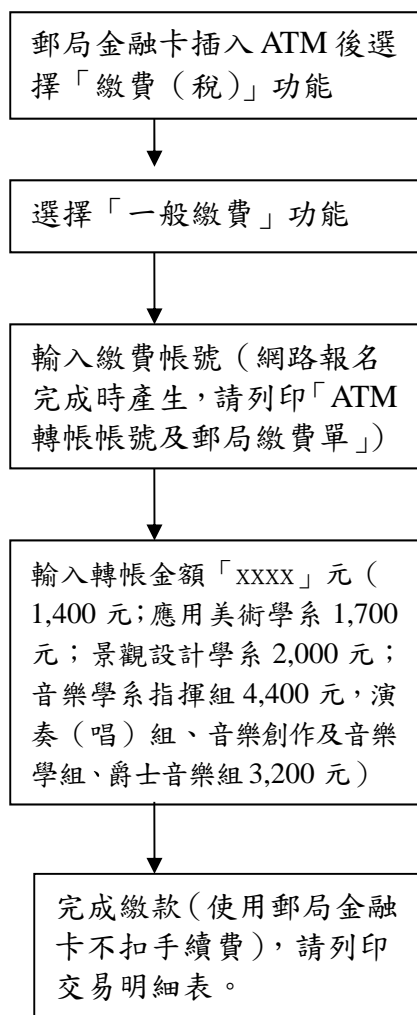 郵局金融卡插入 ATM 後選
擇「繳費（稅）」功能
選擇「一般繳費」功能
輸入繳費帳號（網路報名
完成時產生，請列印「ATM
轉帳帳號及郵局繳費單」）
輸入轉帳金額「xxxx」元（
1,400 元；應用美術學系 1,700
元；景觀設計學系 2,000 元；
音樂學系指揮組 4,400 元，演
奏（唱）組、音樂創作及音樂
學組、爵士音樂組 3,200 元）
完成繳款（使用郵局金融
卡不扣手續費），請列印
交易明細表。